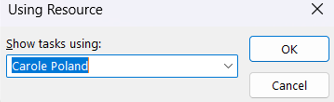 Using Resource
Show tasks using:
OK
Carole Poland
Cancel